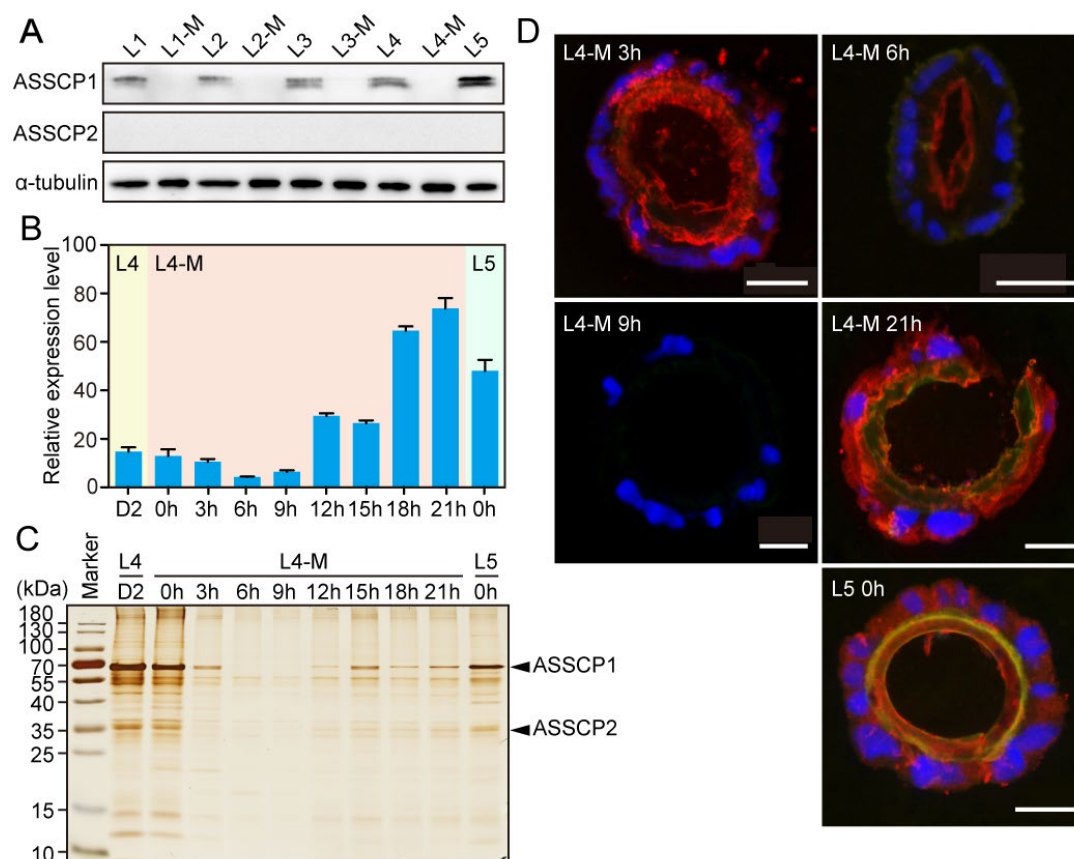 A
L1 L1-M L2 L2-M L3 L3-M L4 L4-M L5
ASSCP1
ASSCP2
α-tubulin
B
Relative expression level
100
80
60
40
20
0
L4 L4-M L5
D2 0h 3h 6h 9h 12h 15h 18h 21h 0h
C
Marker
L4 L4-M L5
(kDa) D2 0h 3h 6h 9h 12h 15h 18h 21h 0h
180
130
100
70
55
40
35
25
15
10
ASSCP1
ASSCP2
D
L4-M 3h
L4-M 6h
L4-M 9h
L4-M 21h
L5 0h